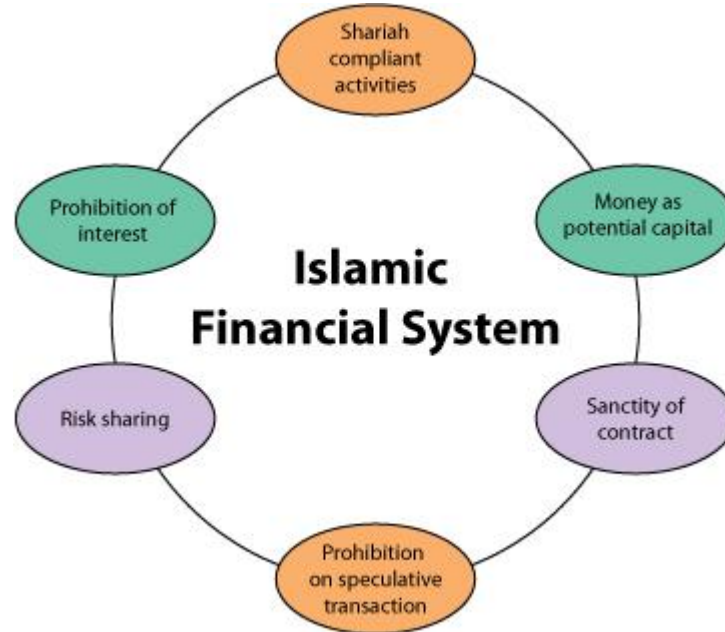 Shariah
compliant
activities
Prohibition of
interest
Money as
potential capital
Islamic
Financial System
Risk sharing
Sanctity of
contract
Prohibition
on speculative
transaction